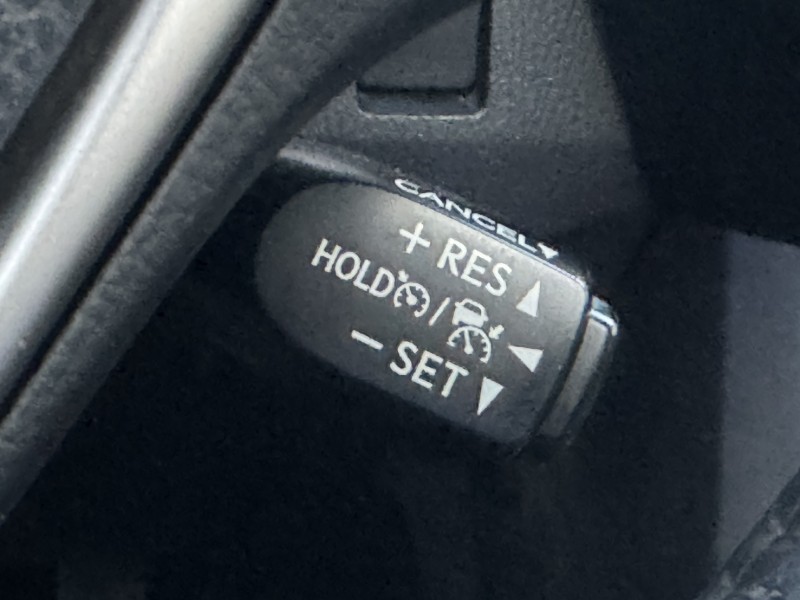 CANCEL▼
+ RES ▲
HOLD / ◀
− SET ▼